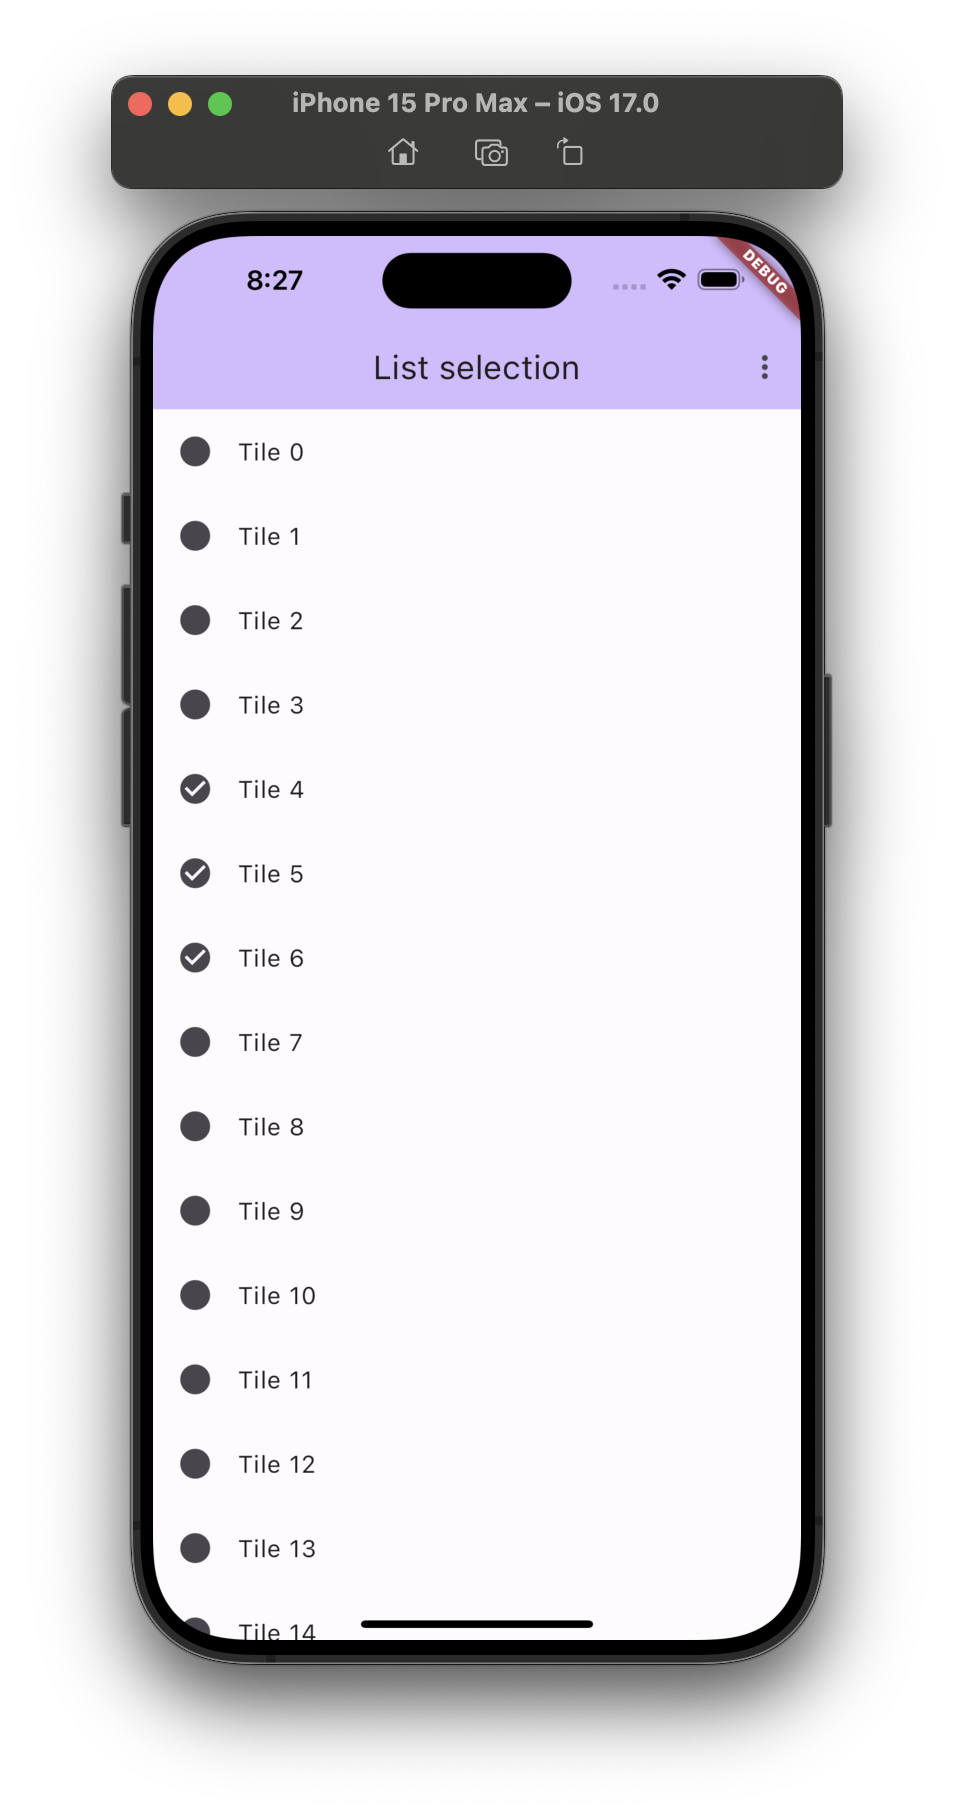 iPhone 15 Pro Max – iOS 17.0
8:27
DEBUG
List selection
Tile 0
Tile 1
Tile 2
Tile 3
Tile 4
Tile 5
Tile 6
Tile 7
Tile 8
Tile 9
Tile 10
Tile 11
Tile 12
Tile 13
Tile 14